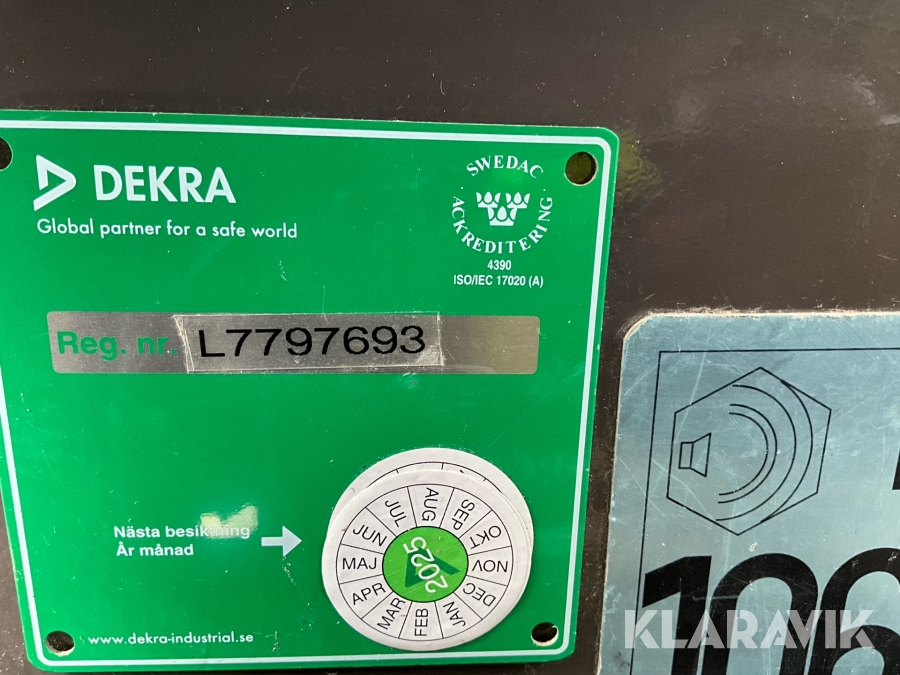 DEKRA
Global partner for a safe world
SWEDAC
ACKREDITERING
4390
ISO/IEC 17020 (A)
Reg. nr. L7797693
Nästa besiktning
År månad
JAN
FEB
MAR
APR
MAJ
JUN
JUL
AUG
SEP
OKT
NOV
DEC
2025
www.dekra-industrial.se
KLARAVIK